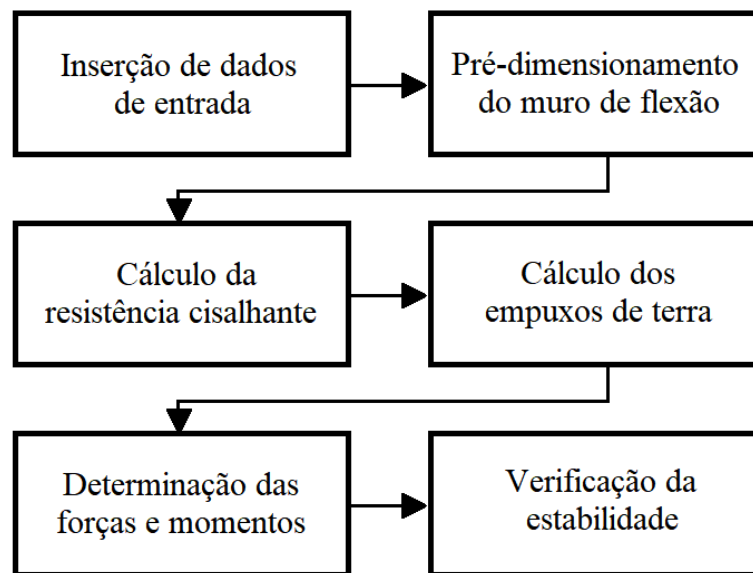 Inserção de dados
de entrada
Pré-dimensionamento
do muro de flexão
Cálculo da
resistência cisalhante
Cálculo dos
empuxos de terra
Determinação das
forças e momentos
Verificação da
estabilidade